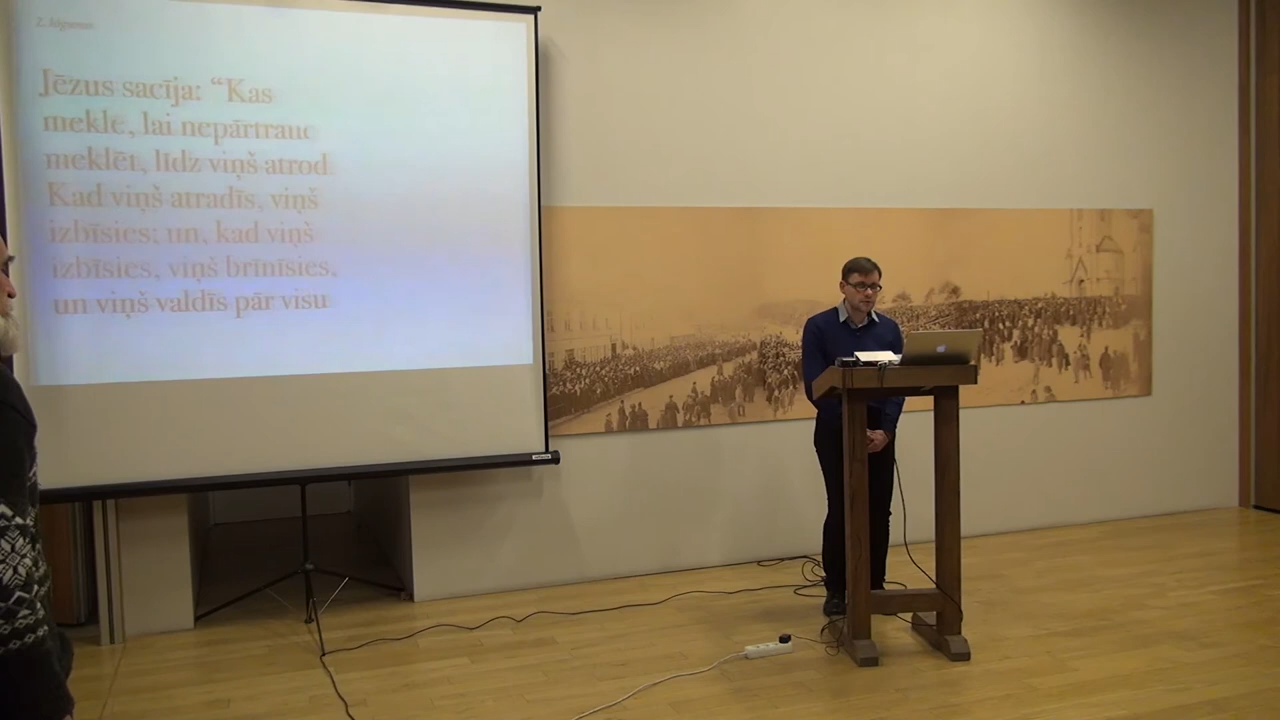 Jēzus sacīja: “Kas
meklē, lai nepārtrauc
meklēt, līdz viņš atrod.
Kad viņš atradīs, viņš
izbīsies; un, kad viņš
izbīsies, viņš brīnīsies,
un viņš valdīs pār visu